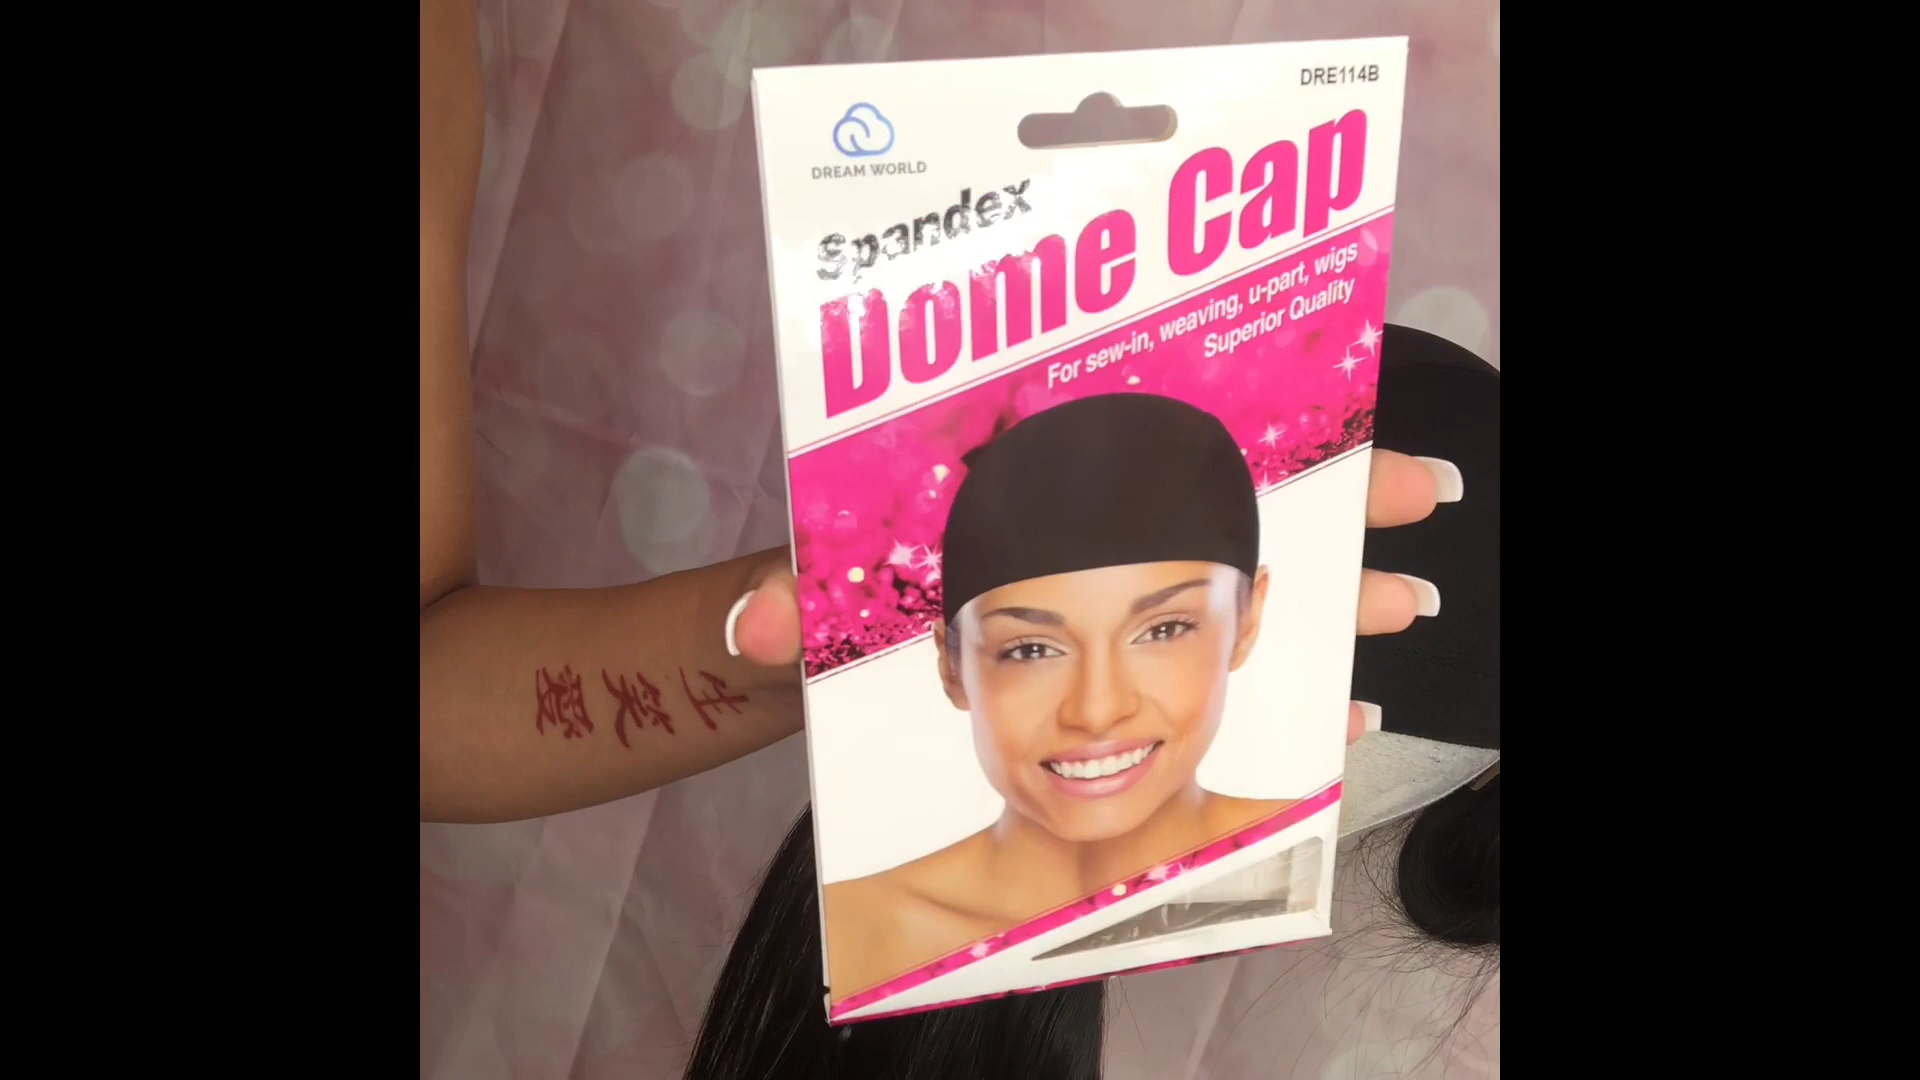 DRE114B
DREAM WORLD
Spandex
Dome Cap
For sew-in, weaving, u-part, wigs
Superior Quality
生笑愛